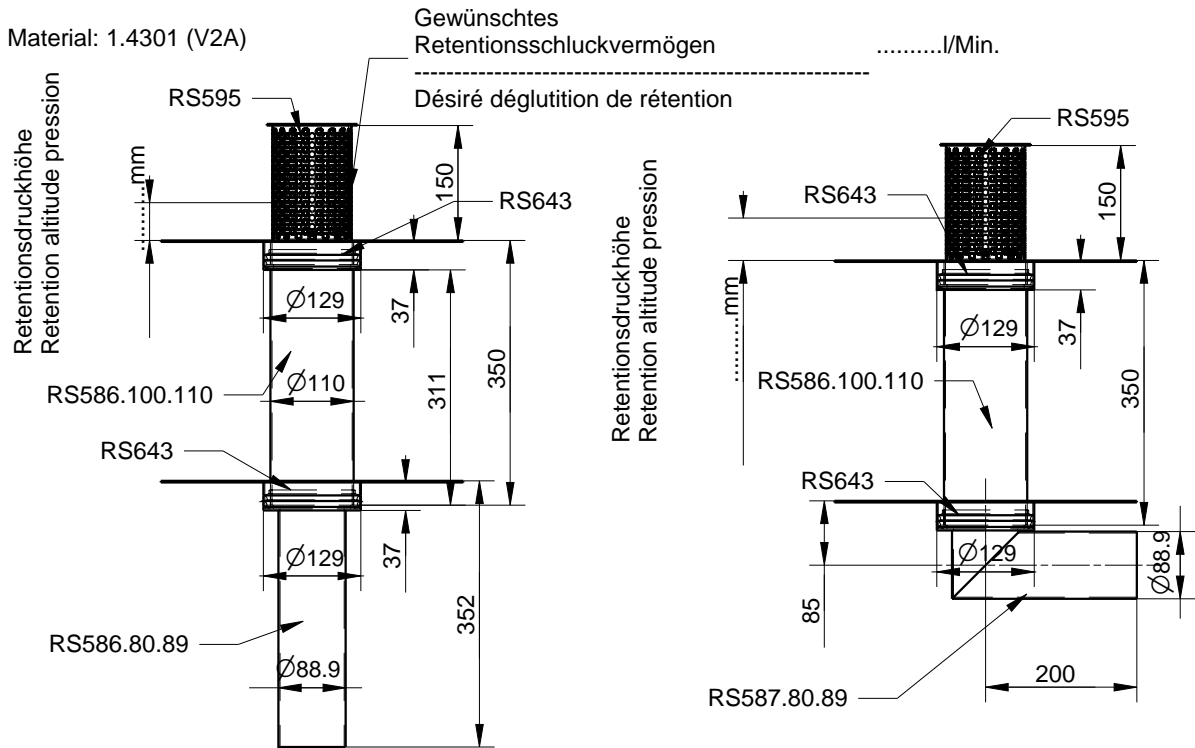 Material: 1.4301 (V2A)
Gewünschtes
Retentionsschluckvermögen ..........l/Min.
----------------------------------------------------------------
Désiré déglutition de rétention
Retentionsdruckhöhe
Retention altitude pression
.........mm
RS595
150
RS643
Ø129
37
RS586.100.110
Ø110
311
350
RS643
Ø129
37
RS586.80.89
Ø88.9
352
Retentionsdruckhöhe
Retention altitude pression
.........mm
RS595
150
RS643
Ø129
37
RS586.100.110
350
RS643
Ø129
Ø88.9
85
200
RS587.80.89